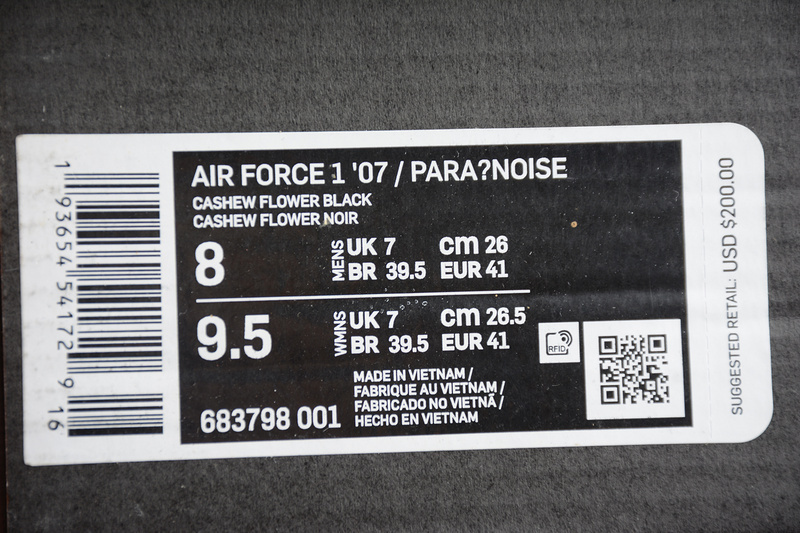 1 93654 54172 9 16
AIR FORCE 1 '07 / PARA?NOISE
CASHEW FLOWER BLACK
CASHEW FLOWER NOIR
8
MENS
UK 7 cm 26
BR 39.5 EUR 41
9.5
WMNS
UK 7 cm 26.5
BR 39.5 EUR 41
RFID
683798 001
MADE IN VIETNAM /
FABRIQUE AU VIETNAM /
FABRICADO NO VIETNÃ /
HECHO EN VIETNAM
SUGGESTED RETAIL: USD $200.00